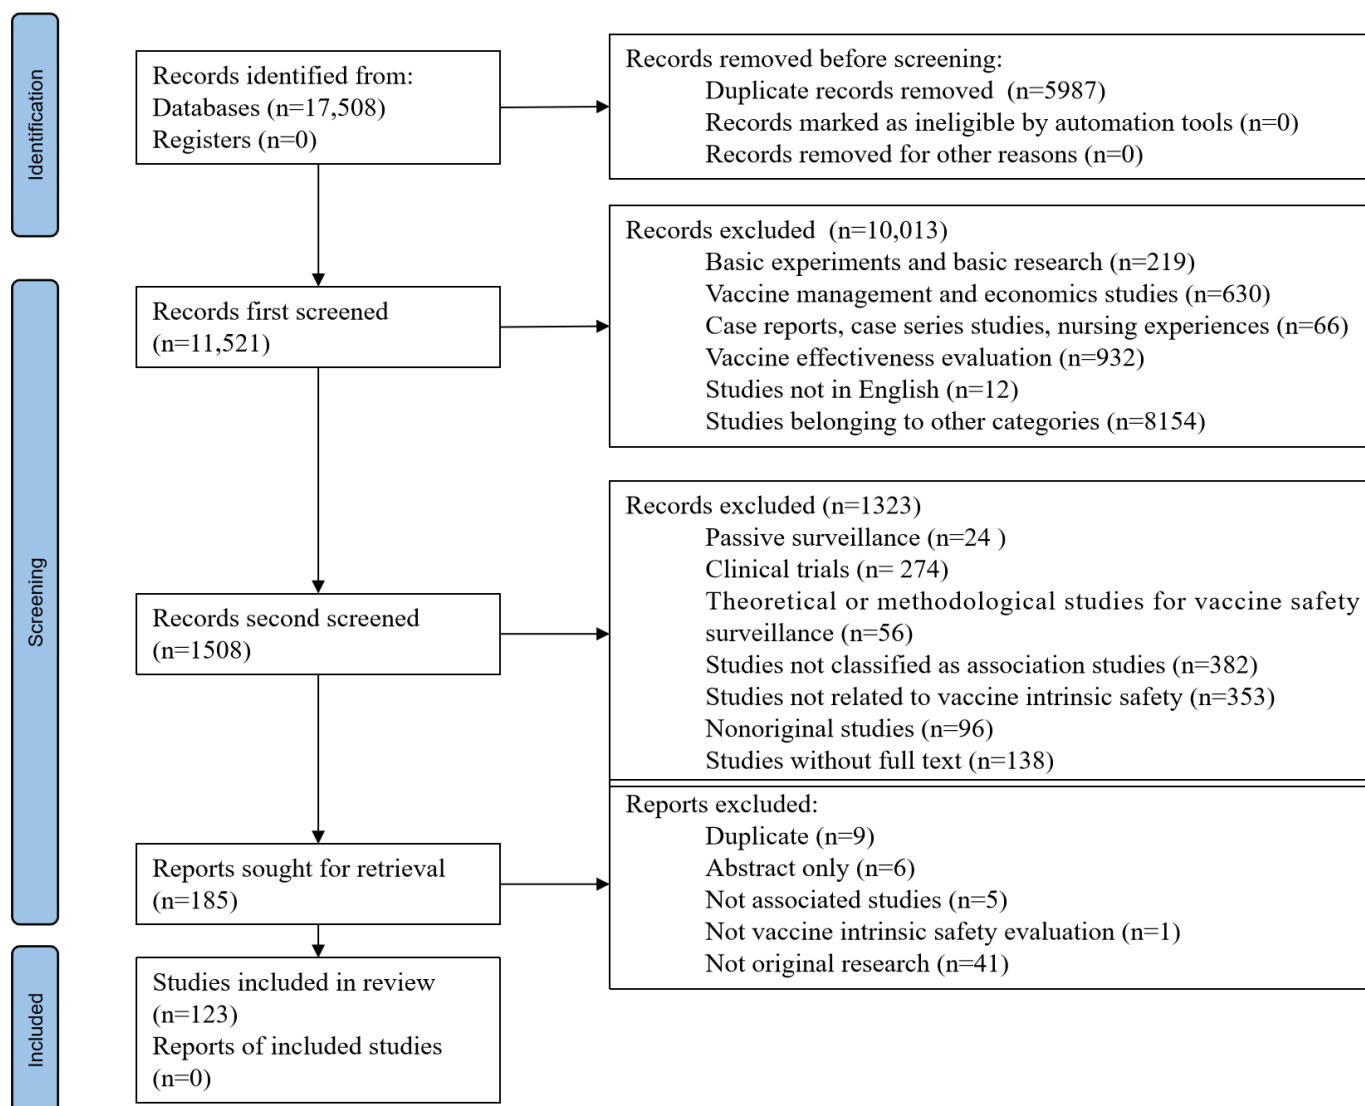 Identification
Records identified from:
Databases (n=17,508)
Registers (n=0)
Records removed before screening:
Duplicate records removed  (n=5987)
Records marked as ineligible by automation tools (n=0)
Records removed for other reasons (n=0)
Screening
Records first screened
(n=11,521)
Records excluded  (n=10,013)
Basic experiments and basic research (n=219)
Vaccine management and economics studies (n=630)
Case reports, case series studies, nursing experiences (n=66)
Vaccine effectiveness evaluation (n=932)
Studies not in English (n=12)
Studies belonging to other categories (n=8154)
Records second screened
(n=1508)
Records excluded (n=1323)
Passive surveillance (n=24 )
Clinical trials (n= 274)
Theoretical or methodological studies for vaccine safety
surveillance (n=56)
Studies not classified as association studies (n=382)
Studies not related to vaccine intrinsic safety (n=353)
Nonoriginal studies (n=96)
Studies without full text (n=138)
Reports sought for retrieval
(n=185)
Reports excluded:
Duplicate (n=9)
Abstract only (n=6)
Not associated studies (n=5)
Not vaccine intrinsic safety evaluation (n=1)
Not original research (n=41)
Included
Studies included in review
(n=123)
Reports of included studies
(n=0)